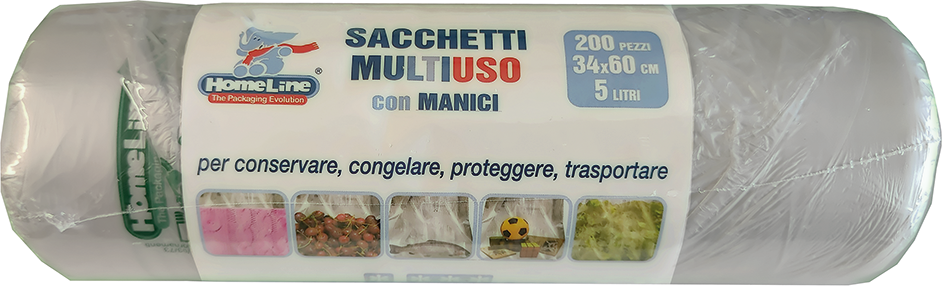 SACCHETTI
MULTIUSO
con MANICI
200 PEZZI
34x60 CM
5 LITRI
HomeLine®
The Packaging Evolution
per conservare, congelare, proteggere, trasportare
HomeLine